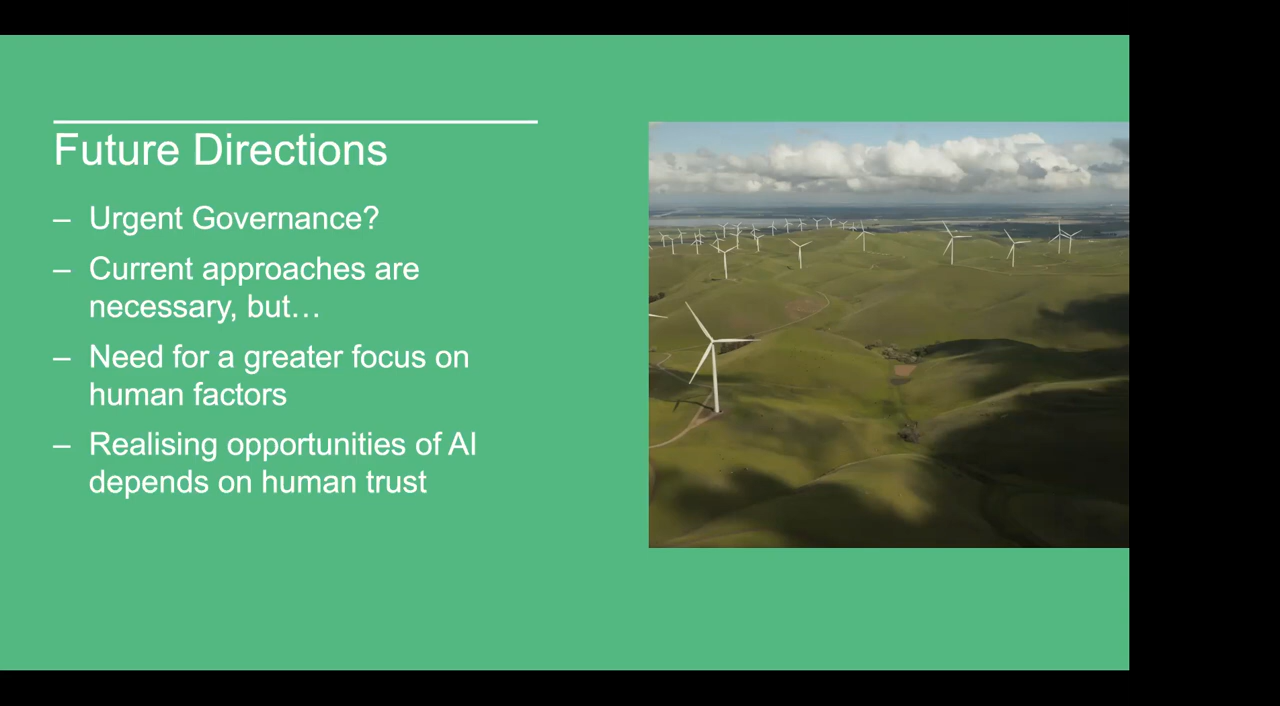 Future Directions
– Urgent Governance?
– Current approaches are
necessary, but…
– Need for a greater focus on
human factors
– Realising opportunities of AI
depends on human trust